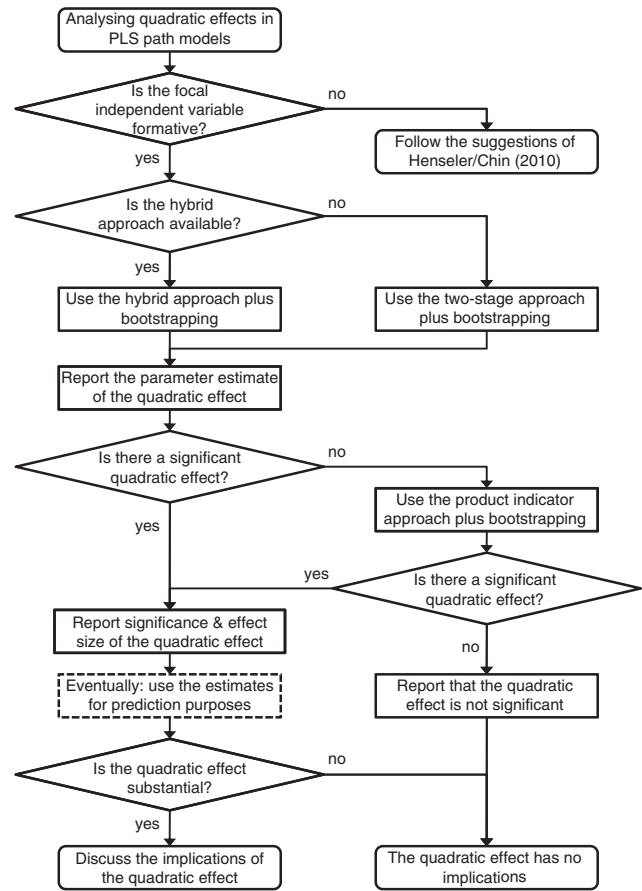 Analysing quadratic effects in
PLS path models
Is the focal
independent variable
formative?
no
yes
Follow the suggestions of
Henseler/Chin (2010)
Is the hybrid
approach available?
no
yes
Use the hybrid approach plus
bootstrapping
Use the two-stage approach
plus bootstrapping
Report the parameter estimate
of the quadratic effect
Is there a significant
quadratic effect?
no
yes
Use the product indicator
approach plus bootstrapping
Is there a significant
quadratic effect?
yes
no
Report significance & effect
size of the quadratic effect
Eventually: use the estimates
for prediction purposes
Report that the quadratic
effect is not significant
Is the quadratic effect
substantial?
no
yes
Discuss the implications of
the quadratic effect
The quadratic effect has no
implications